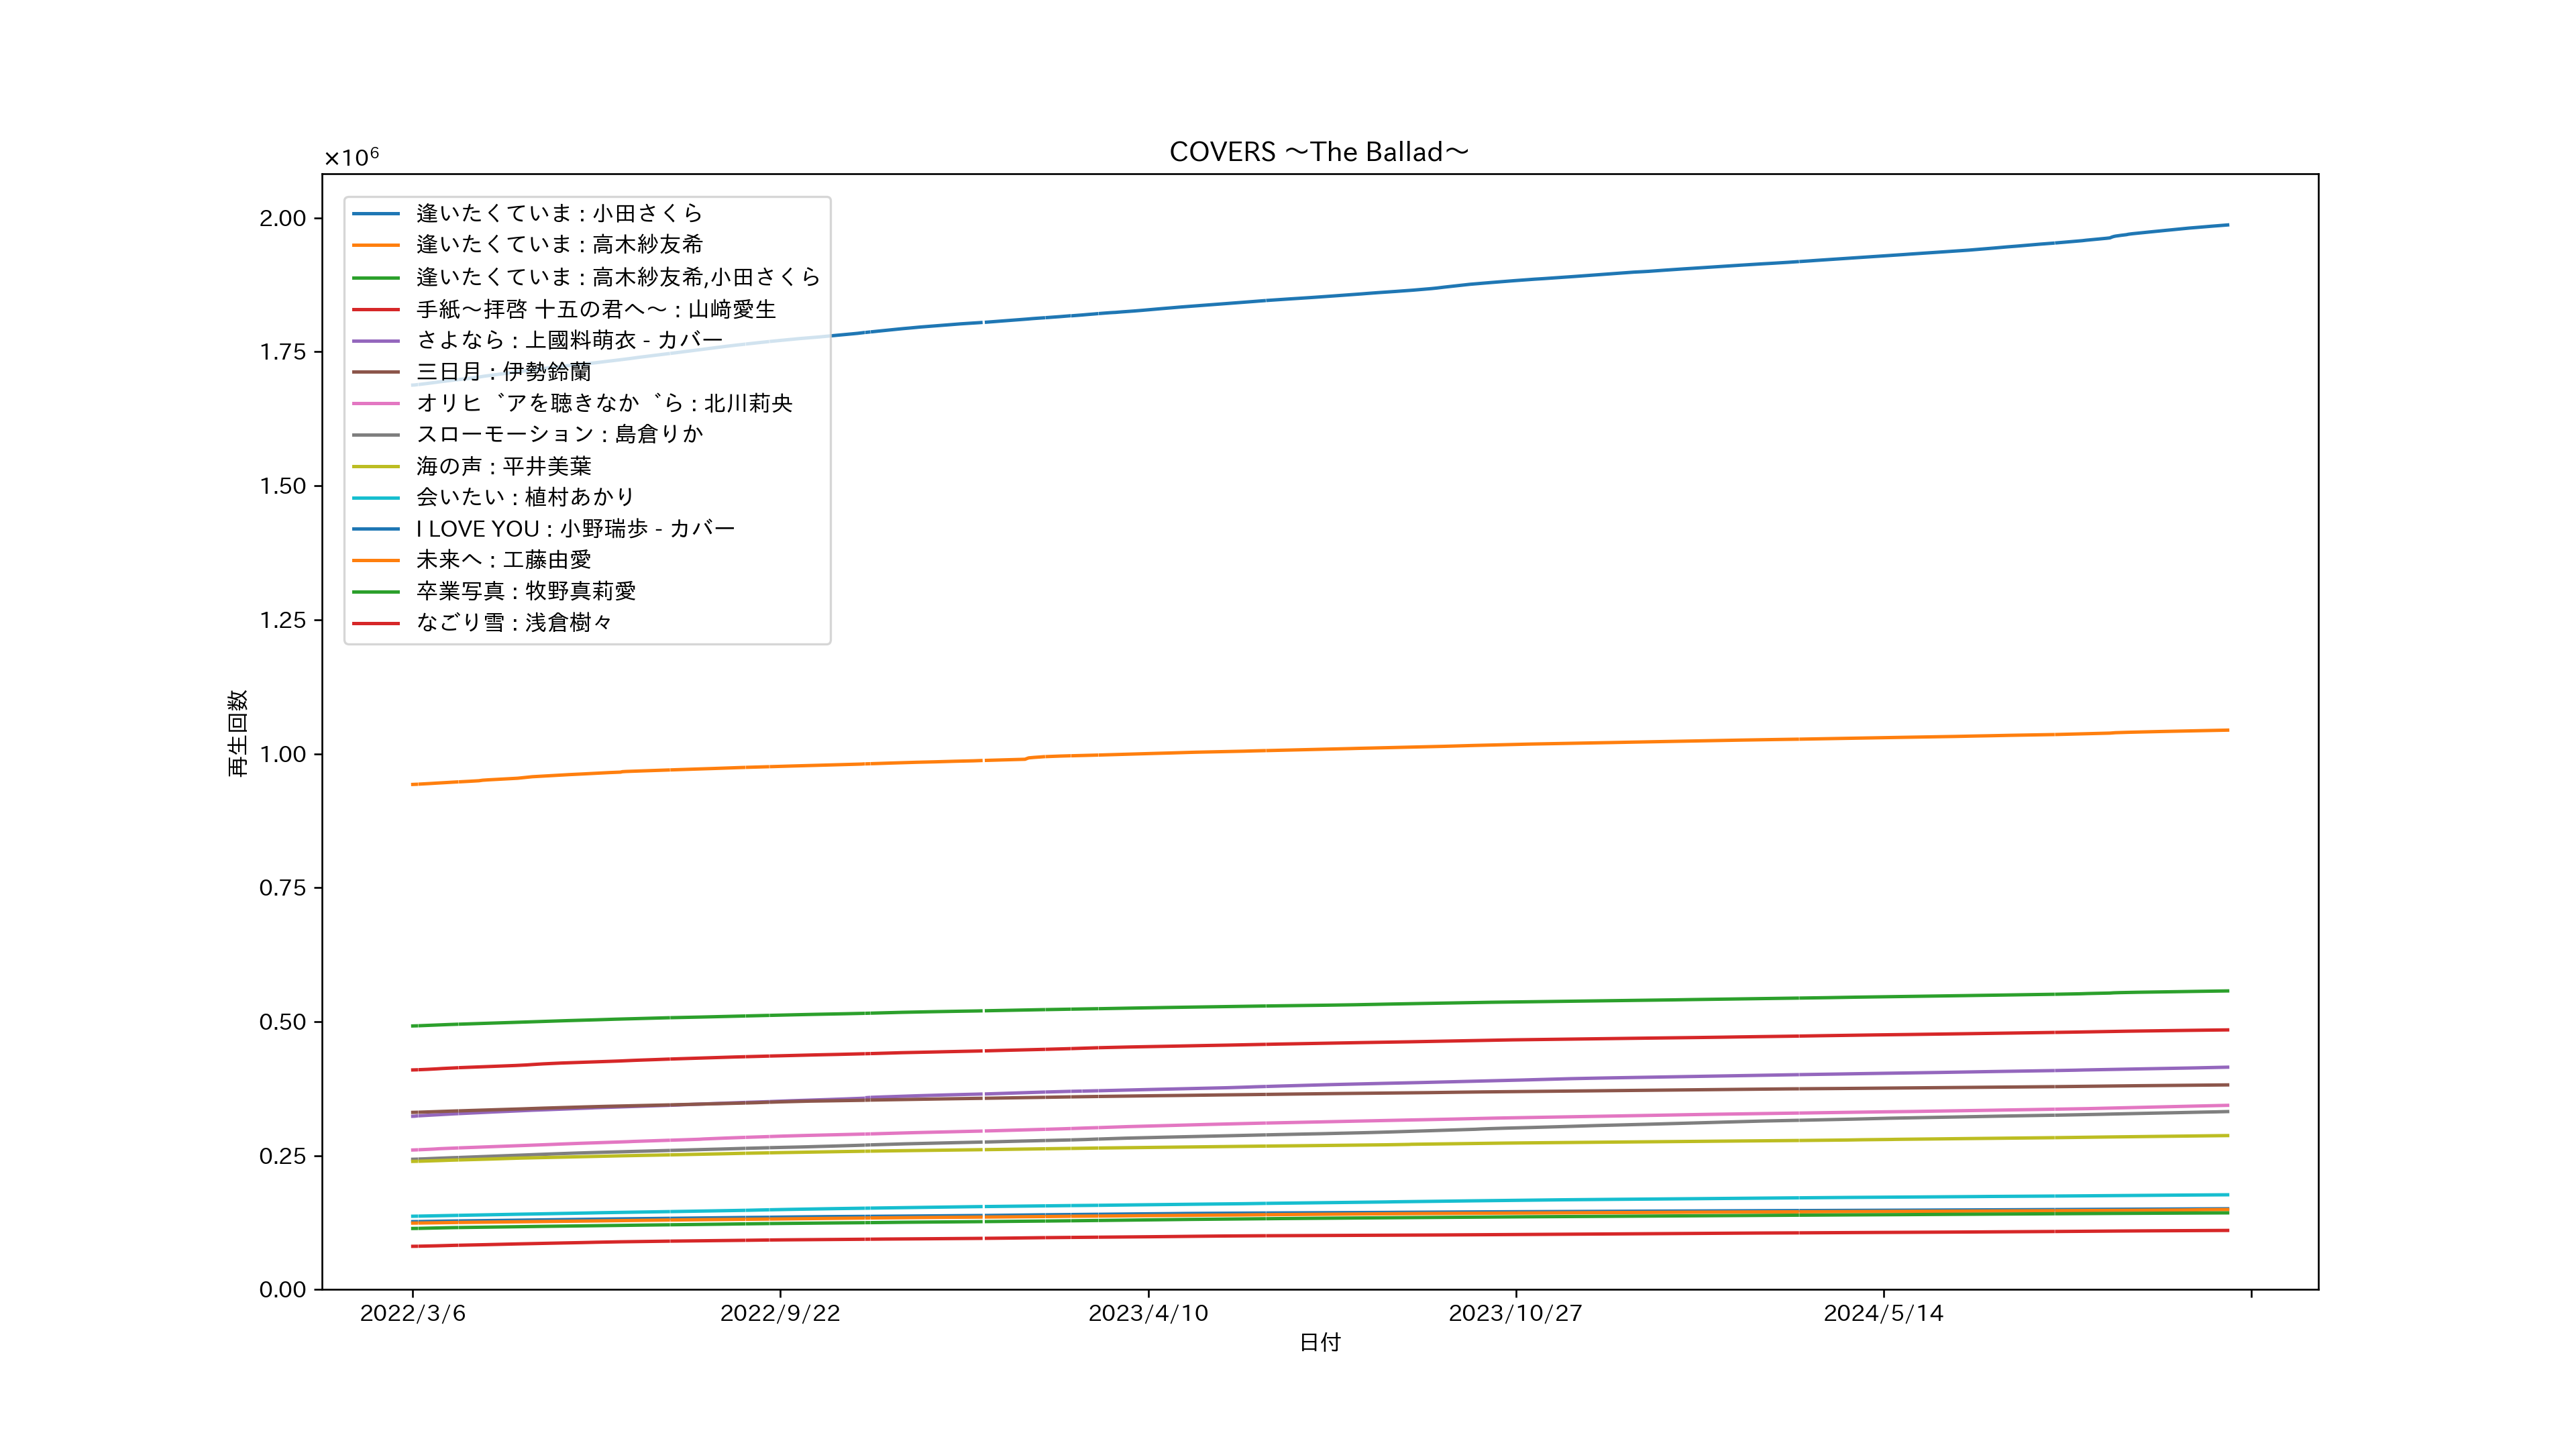 COVERS ～The Ballad～
×10⁶
2.00
1.75
1.50
1.25
1.00
0.75
0.50
0.25
0.00
再生回数
逢いたくていま : 小田さくら
逢いたくていま : 高木紗友希
逢いたくていま : 高木紗友希,小田さくら
手紙～拝啓 十五の君へ～ : 山﨑愛生
さよなら : 上國料萌衣 - カバー
三日月 : 伊勢鈴蘭
オリヒ゛アを聴きなか゛ら : 北川莉央
スローモーション : 島倉りか
海の声 : 平井美葉
会いたい : 植村あかり
I LOVE YOU : 小野瑞歩 - カバー
未来へ : 工藤由愛
卒業写真 : 牧野真莉愛
なごり雪 : 浅倉樹々
2022/3/6 2022/9/22 2023/4/10 2023/10/27 2024/5/14
日付